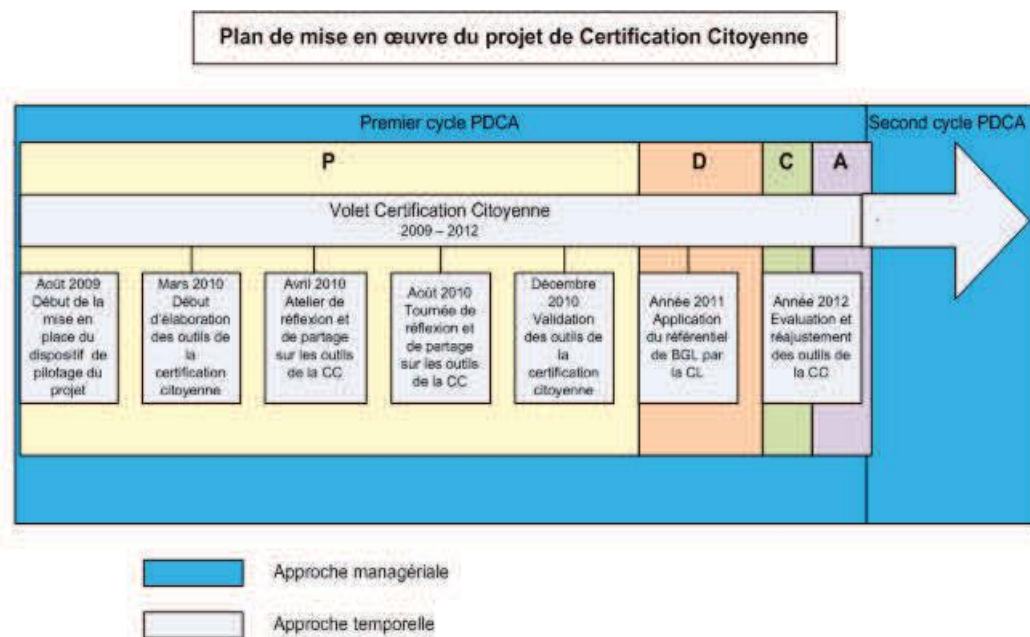 Plan de mise en œuvre du projet de Certification Citoyenne
Premier cycle PDCA
Second cycle PDCA
P
D
C
A
Volet Certification Citoyenne
2009 – 2012
Août 2009
Début de la
mise en
place du
dispositif de
pilotage du
projet
Mars 2010
Début
d'élaboration
des outils de
la
certification
citoyenne
Avril 2010
Atelier de
réflexion et
de partage
sur les outils
de la CC
Août 2010
Tournée de
réflexion et
de partage
sur les outils
de la CC
Décembre
2010
Validation
des outils de
la
certification
citoyenne
Année 2011
Application
du référentiel
de BGL par
la CL
Année 2012
Evaluation et
réajustement
des outils de
la CC
Approche managériale
Approche temporelle